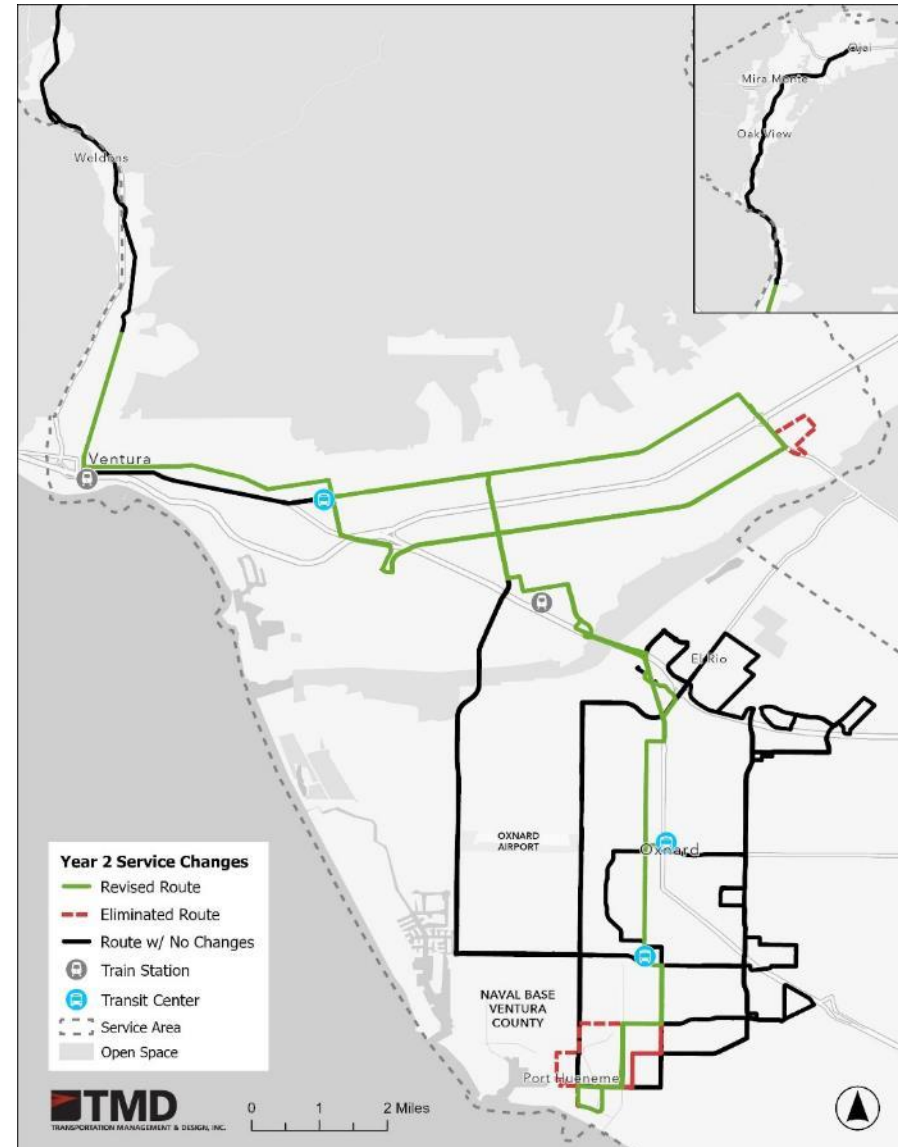 Ojai
Mira Monte
Oak View
Weldons
Ventura
El Rio
OXNARD
AIRPORT
Oxnard
NAVAL BASE
VENTURA
COUNTY
Port Hueneme
Year 2 Service Changes
Revised Route
Eliminated Route
Route w/ No Changes
Train Station
Transit Center
Service Area
Open Space
TMD
TRANSPORTATION MANAGEMENT & DESIGN, INC.
0 1 2 Miles